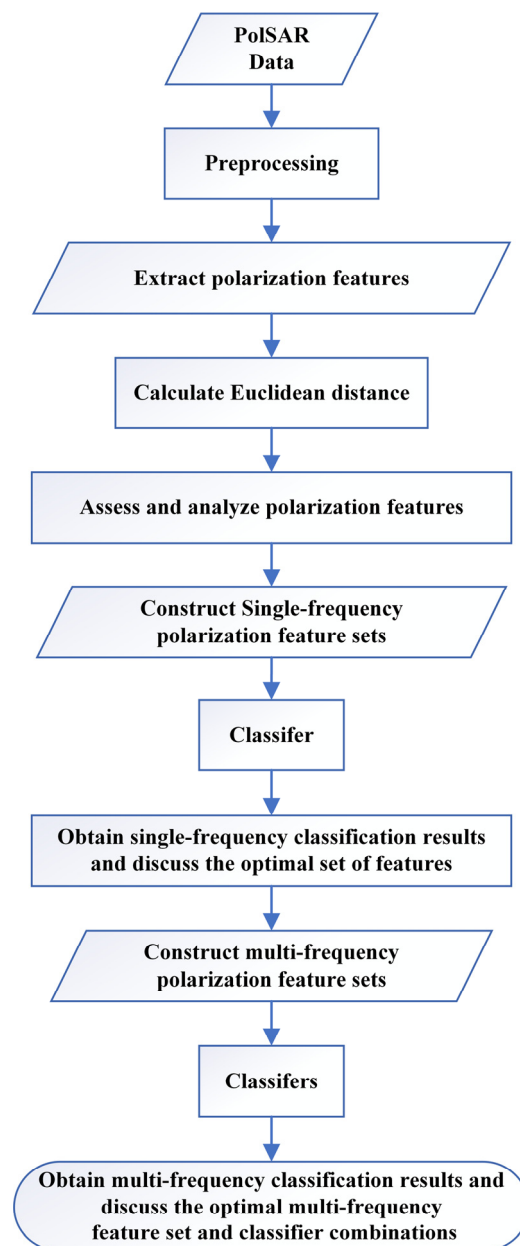 PolSAR
Data
Preprocessing
Extract polarization features
Calculate Euclidean distance
Assess and analyze polarization features
Construct Single-frequency
polarization feature sets
Classifer
Obtain single-frequency classification results
and discuss the optimal set of features
Construct multi-frequency
polarization feature sets
Classifers
Obtain multi-frequency classification results and
discuss the optimal multi-frequency
feature set and classifier combinations